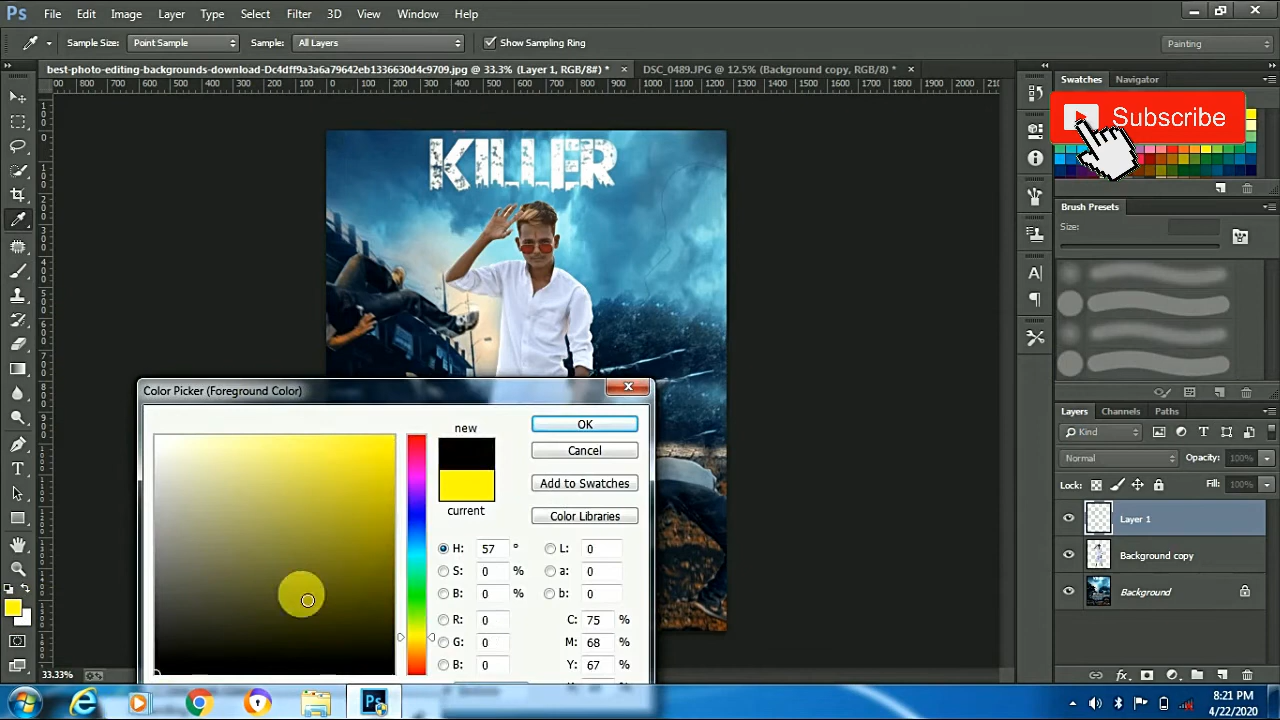 Ps File Edit Image Layer Type Select Filter 3D View Window Help
Sample Size: Point Sample Sample: All Layers Show Sampling Ring Painting
best-photo-editing-backgrounds-download-Dc4dff9a3a6a79642eb1336630d4c9709.jpg @ 33.3% (Layer 1, RGB/8#) * × DSC_0489.JPG @ 12.5% (Background copy, RGB/8) * ×
Swatches Navigator
Subscribe
KILLER
Brush Presets
Size:
Color Picker (Foreground Color)
new
current
OK
Cancel
Add to Swatches
Color Libraries
H: 57 °
S: 0 %
B: 0 %
R: 0
G: 0
B: 0
L: 0
a: 0
b: 0
C: 75 %
M: 68 %
Y: 67 %
Layers Channels Paths
Kind
Normal Opacity: 100%
Lock: Fill: 100%
Layer 1
Background copy
Background
33.33%
8:21 PM
4/22/2020